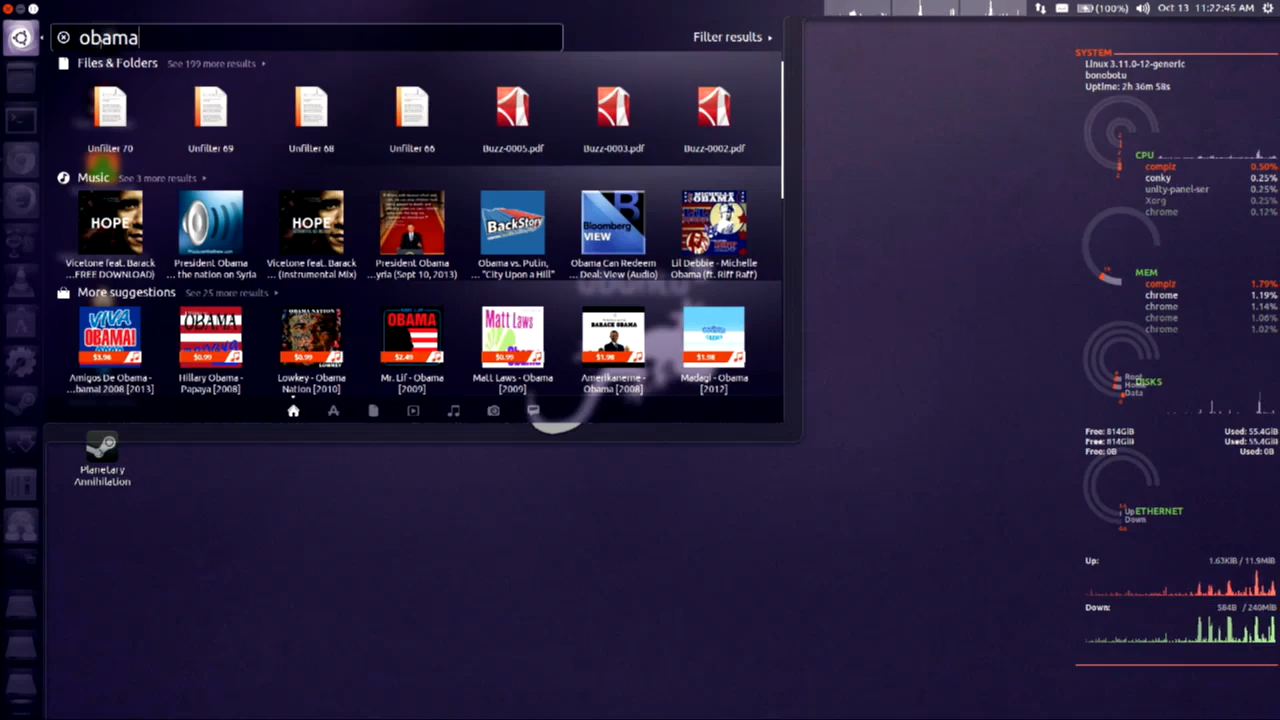 (100%) Oct 13 11:22:45 AM
obama
Filter results
Files & Folders See 199 more results
Unfilter 70
Unfilter 69
Unfilter 68
Unfilter 66
Buzz-0005.pdf
Buzz-0003.pdf
Buzz-0002.pdf
Music See 3 more results
HOPE
HOPE
BackStory
Bloomberg
VIEW
MICHELLE
OBAMA
Vicetone feat. Barack
...FREE DOWNLOAD)
President Obama
... the nation on Syria
Vicetone feat. Barack
... (Instrumental Mix)
President Obama
...yria (Sept 10, 2013)
Obama vs. Putin,
... "City Upon a Hill"
Obama Can Redeem
... Deal: View (Audio)
Lil Debbie - Michelle
Obama (ft. Riff Raff)
More suggestions See 25 more results
VIVA
OBAMA!
$3.96
OBAMA
$0.99
OBAMA NATION
LOWKEY
$0.99
OBAMA
$2.49
Matt Laws
Obama
$0.99
BARACK OBAMA
$1.98
$1.98
Amigos De Obama -
...bamal 2008 [2013]
Hillary Obama -
Papaya [2008]
Lowkey - Obama
Nation [2010]
Mr. Lif - Obama
[2009]
Matt Laws - Obama
[2009]
Amerikanerne -
Obama [2008]
Madagi - Obama
[2012]
Planetary
Annihilation
SYSTEM
Linux 3.11.0-12-generic
bonobotu
Uptime: 2h 36m 58s
CPU
compiz 0.50%
conky 0.25%
unity-panel-ser 0.25%
Xorg 0.25%
chrome 0.12%
MEM
compiz 1.79%
chrome 1.19%
chrome 1.14%
chrome 1.06%
chrome 1.02%
DISKS
Root
Home
Data
Free: 814GiB Used: 55.4GiB
Free: 814GiB Used: 55.4GiB
Free: 0B Used: 0B
ETHERNET
Up
Down
Up: 1.63KiB / 11.9MiB
Down: 584B / 240MiB